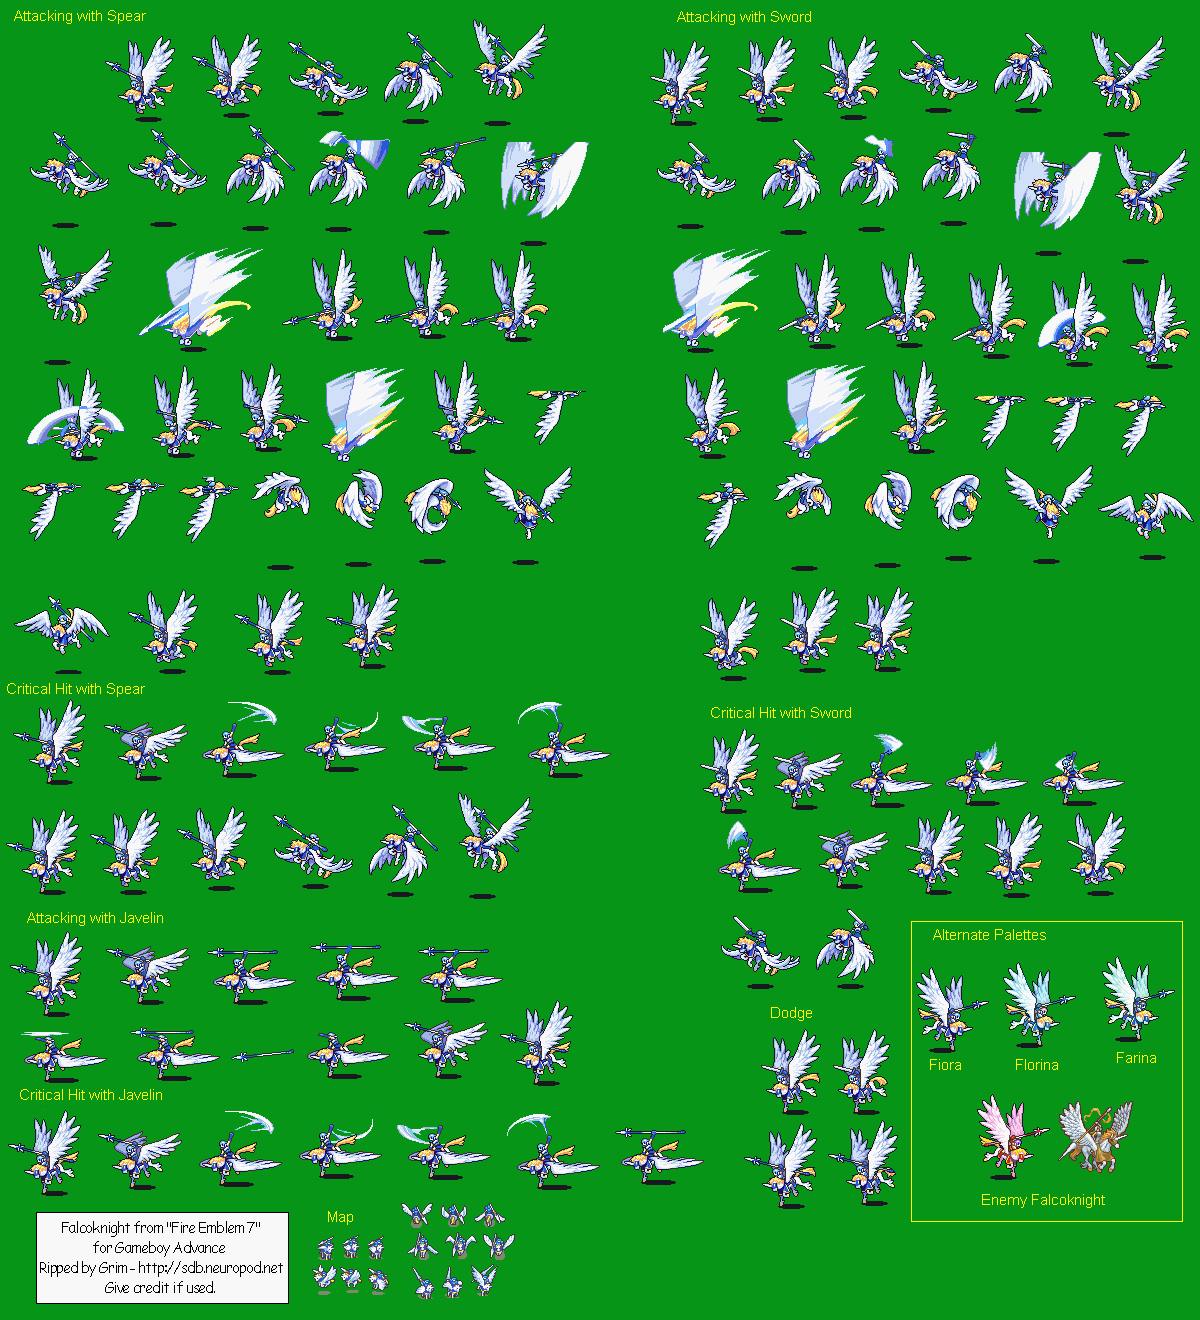 Attacking with Spear
Attacking with Sword
Critical Hit with Spear
Critical Hit with Sword
Attacking with Javelin
Alternate Palettes
Dodge
Fiora
Florina
Farina
Critical Hit with Javelin
Enemy Falcoknight
Map
Falcoknight from "Fire Emblem 7"
for Gameboy Advance
Ripped by Grim - http://sdb.neuropod.net
Give credit if used.